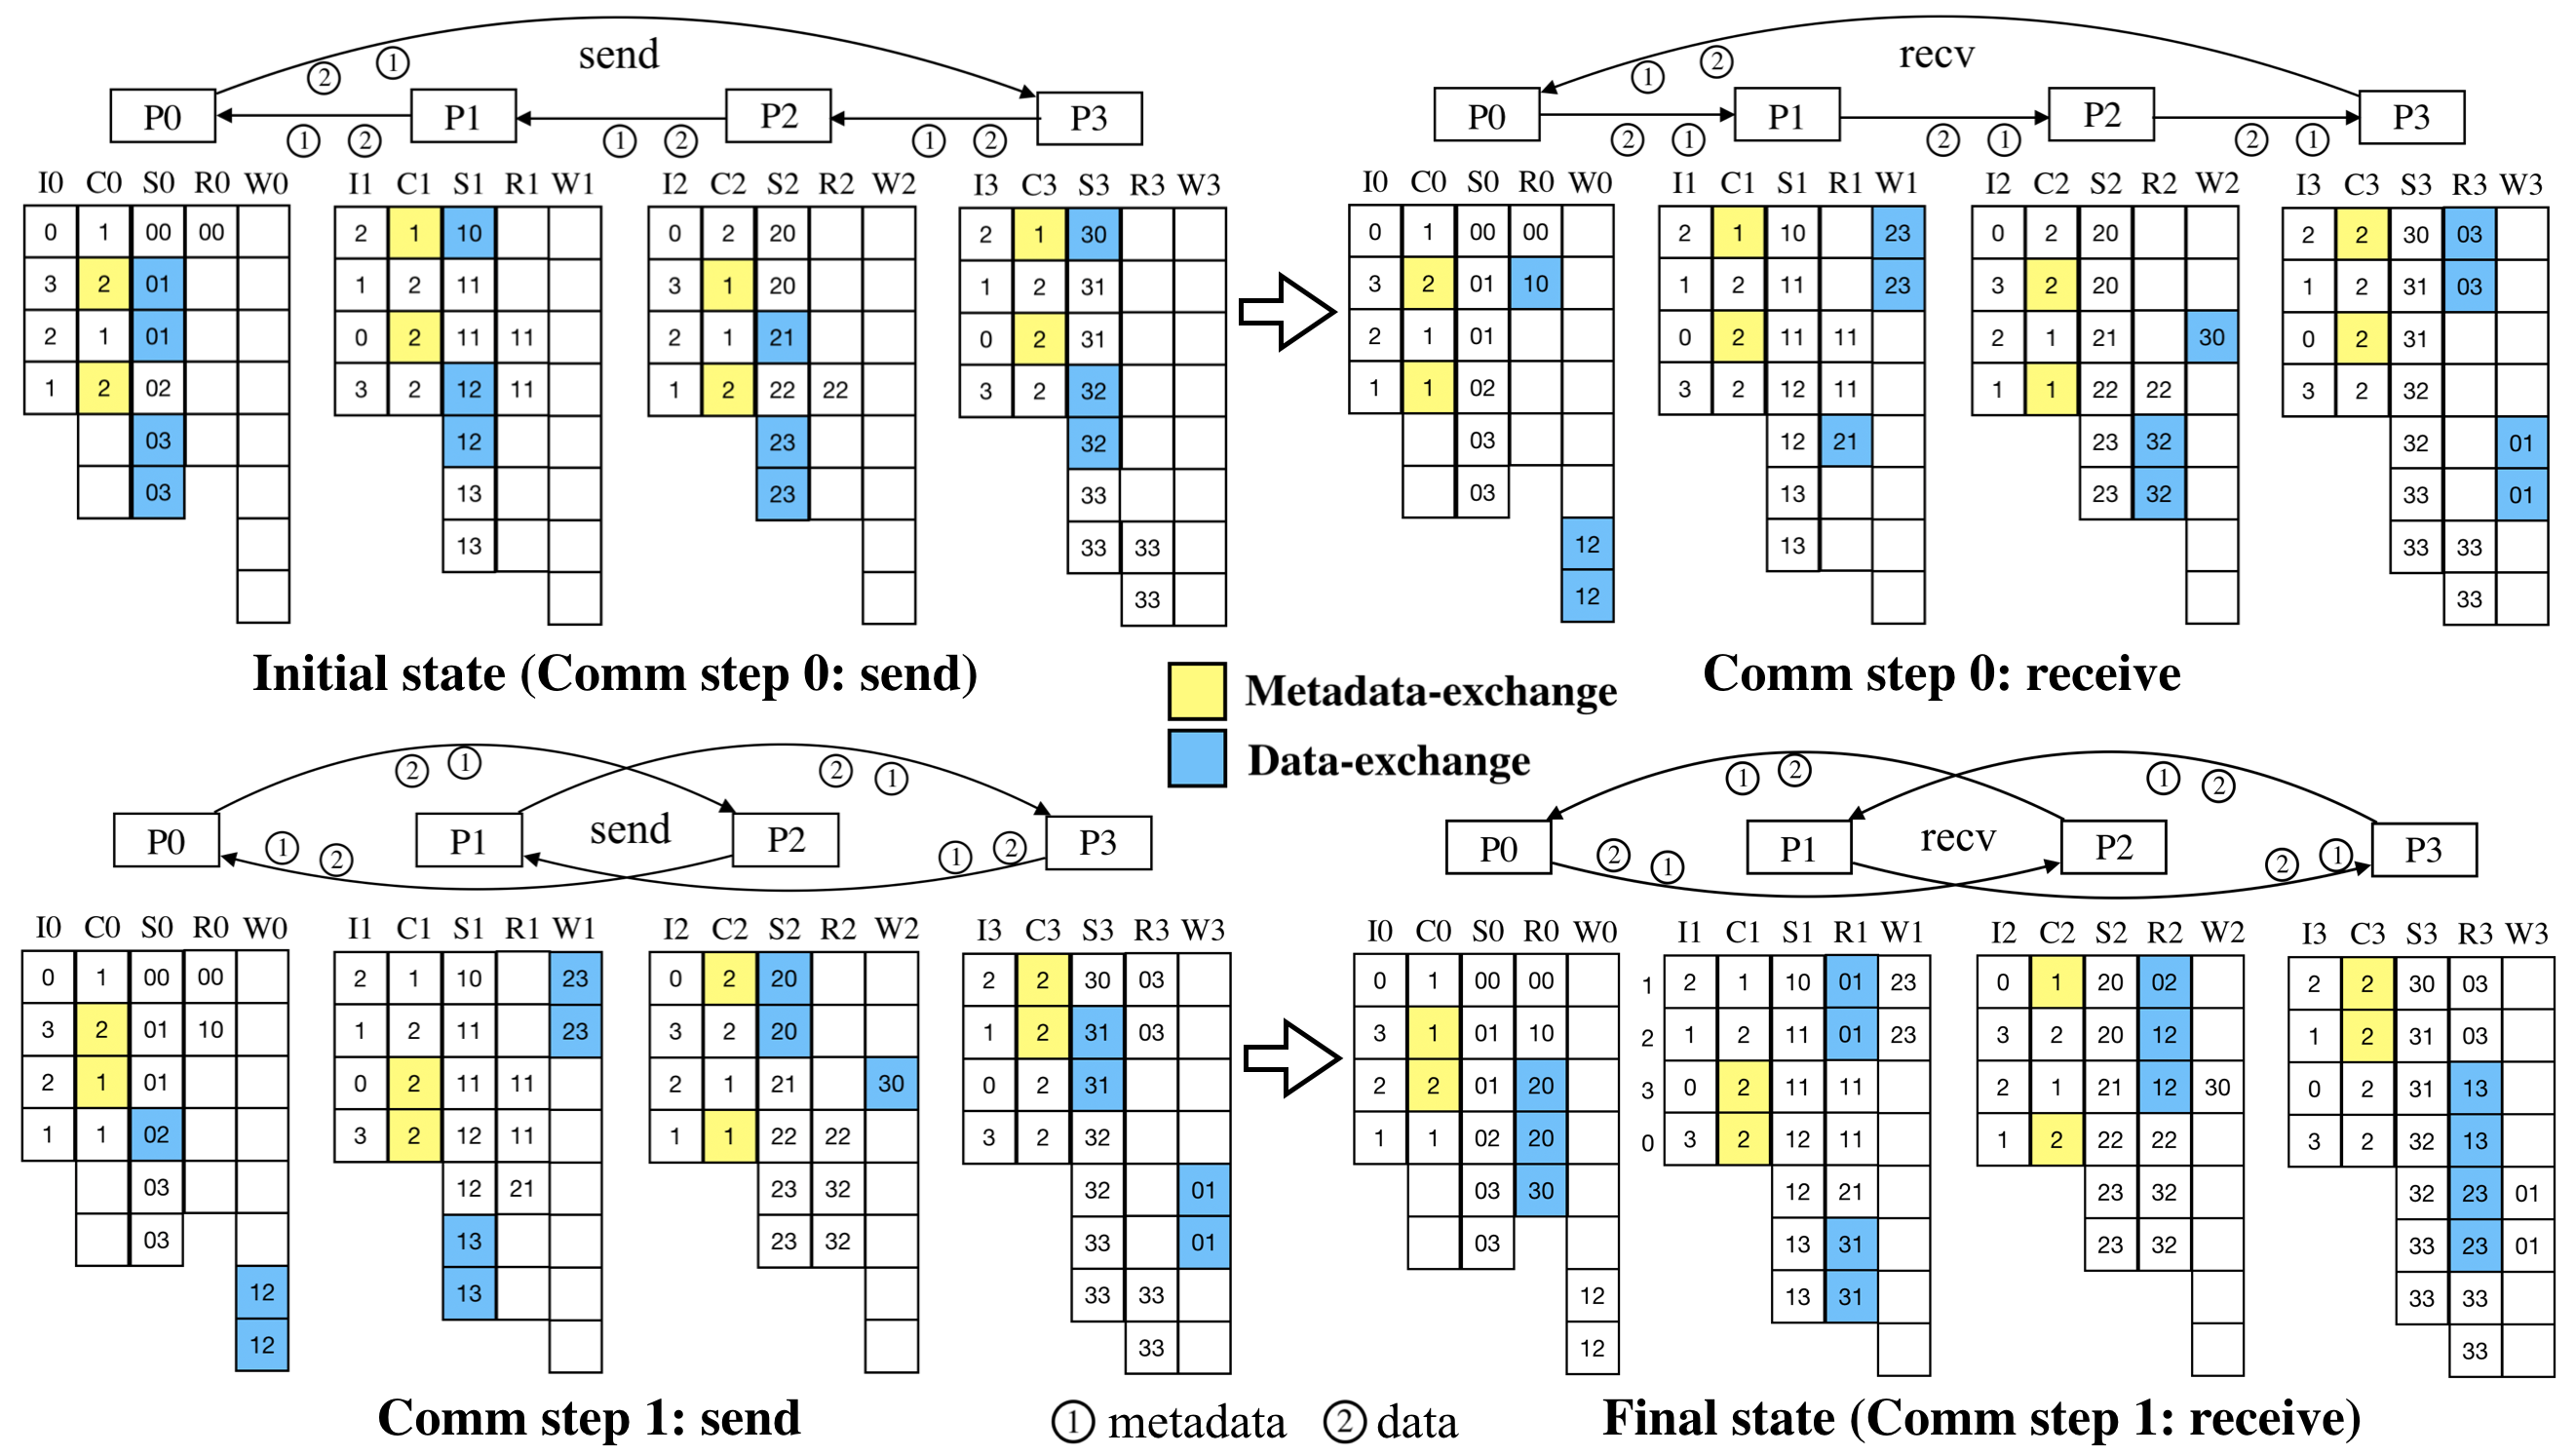 ② ① send
P0 P1 P2 P3
① ② ① ② ① ②
I0 C0 S0 R0 W0 I1 C1 S1 R1 W1 I2 C2 S2 R2 W2 I3 C3 S3 R3 W3
0 1 00 00 2 1 10 0 2 20 2 1 30
3 2 01 1 2 11 3 1 20 1 2 31
2 1 01 0 2 11 11 2 1 21 0 2 31
1 2 02 3 2 12 11 1 2 22 22 3 2 32
03 12 23 32
03 13 23 33
13 33 33
33
Initial state (Comm step 0: send)
① ② recv
P0 P1 P2 P3
② ① ② ① ② ①
I0 C0 S0 R0 W0 I1 C1 S1 R1 W1 I2 C2 S2 R2 W2 I3 C3 S3 R3 W3
0 1 00 00 2 1 10 23 0 2 20 2 2 30 03
3 2 01 10 1 2 11 23 3 2 20 1 2 31 03
2 1 01 0 2 11 11 2 1 21 30 0 2 31
1 1 02 3 2 12 11 1 1 22 22 3 2 32
03 12 21 23 32 32 01
03 13 23 32 33 01
12 13 33 33
12 33
Comm step 0: receive
Metadata-exchange
Data-exchange
② ① ② ①
P0 P1 send P2 P3
① ② ① ②
I0 C0 S0 R0 W0 I1 C1 S1 R1 W1 I2 C2 S2 R2 W2 I3 C3 S3 R3 W3
0 1 00 00 2 1 10 23 0 2 20 2 2 30 03
3 2 01 10 1 2 11 23 3 2 20 1 2 31 03
2 1 01 0 2 11 11 2 1 21 30 0 2 31
1 1 02 3 2 12 11 1 1 22 22 3 2 32
03 12 21 23 32 32 01
03 13 23 32 33 01
12 13 33 33
12 33
Comm step 1: send
① ② ① ②
P0 P1 recv P2 P3
② ① ② ①
I0 C0 S0 R0 W0 I1 C1 S1 R1 W1 I2 C2 S2 R2 W2 I3 C3 S3 R3 W3
0 1 00 00 1 2 1 10 01 23 0 1 20 02 2 2 30 03
3 1 01 10 2 1 2 11 01 23 3 2 20 12 1 2 31 03
2 2 01 20 3 0 2 11 11 2 1 21 12 30 0 2 31 13
1 1 02 20 0 3 2 12 11 1 2 22 22 3 2 32 13
03 30 12 21 23 32 32 23 01
03 13 31 23 32 33 23 01
12 13 31 33 33
12 33
① metadata ② data
Final state (Comm step 1: receive)